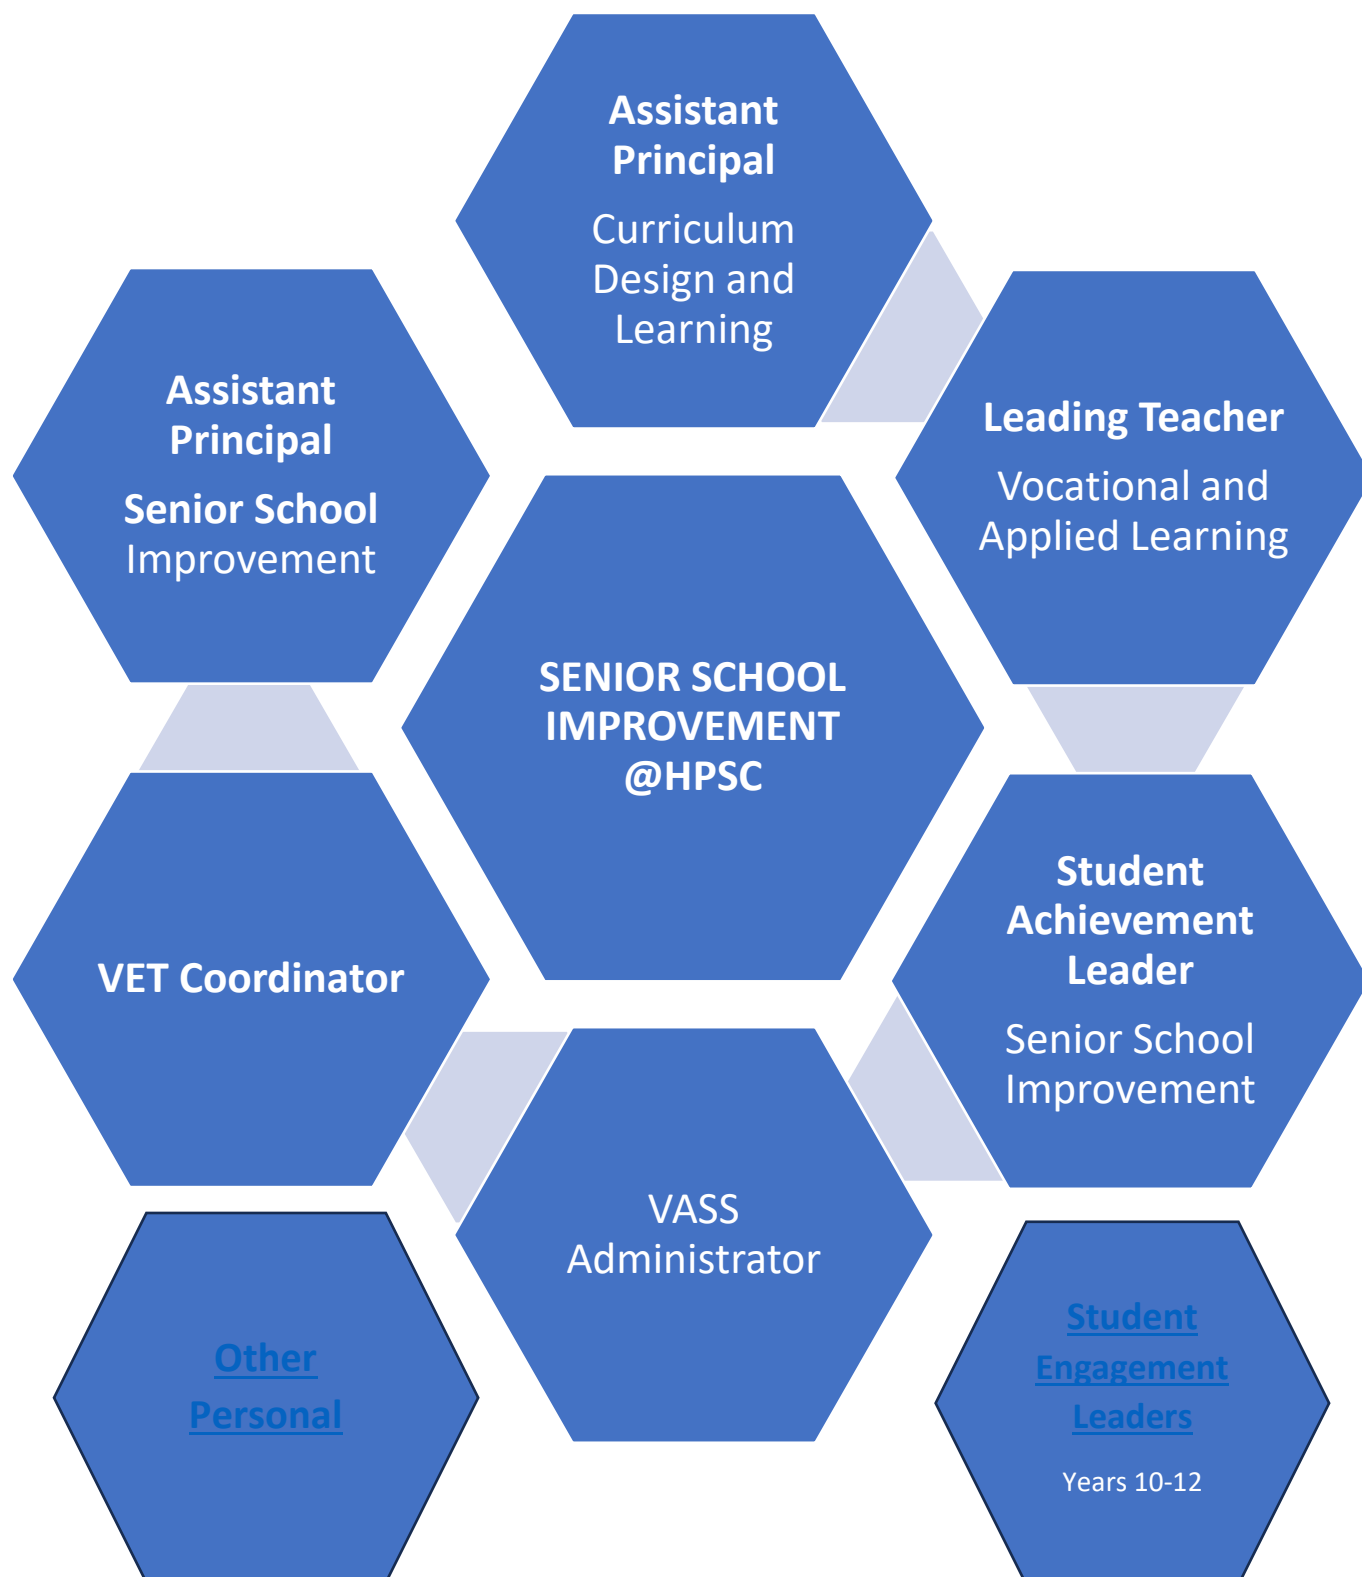 Assistant
Principal
Curriculum
Design and
Learning
Assistant
Principal
Senior School
Improvement
Leading Teacher
Vocational and
Applied Learning
SENIOR SCHOOL
IMPROVEMENT
@HPSC
Student
Achievement
Leader
Senior School
Improvement
VET Coordinator
VASS
Administrator
Other
Personal
Student
Engagement
Leaders
Years 10-12